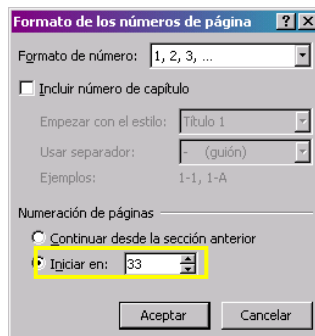 Formato de los números de página
Formato de número: 1, 2, 3, ...
Incluir número de capítulo
Empezar con el estilo: Título 1
Usar separador: - (guión)
Ejemplos: 1-1, 1-A
Numeración de páginas
Continuar desde la sección anterior
Iniciar en: 33
Aceptar Cancelar